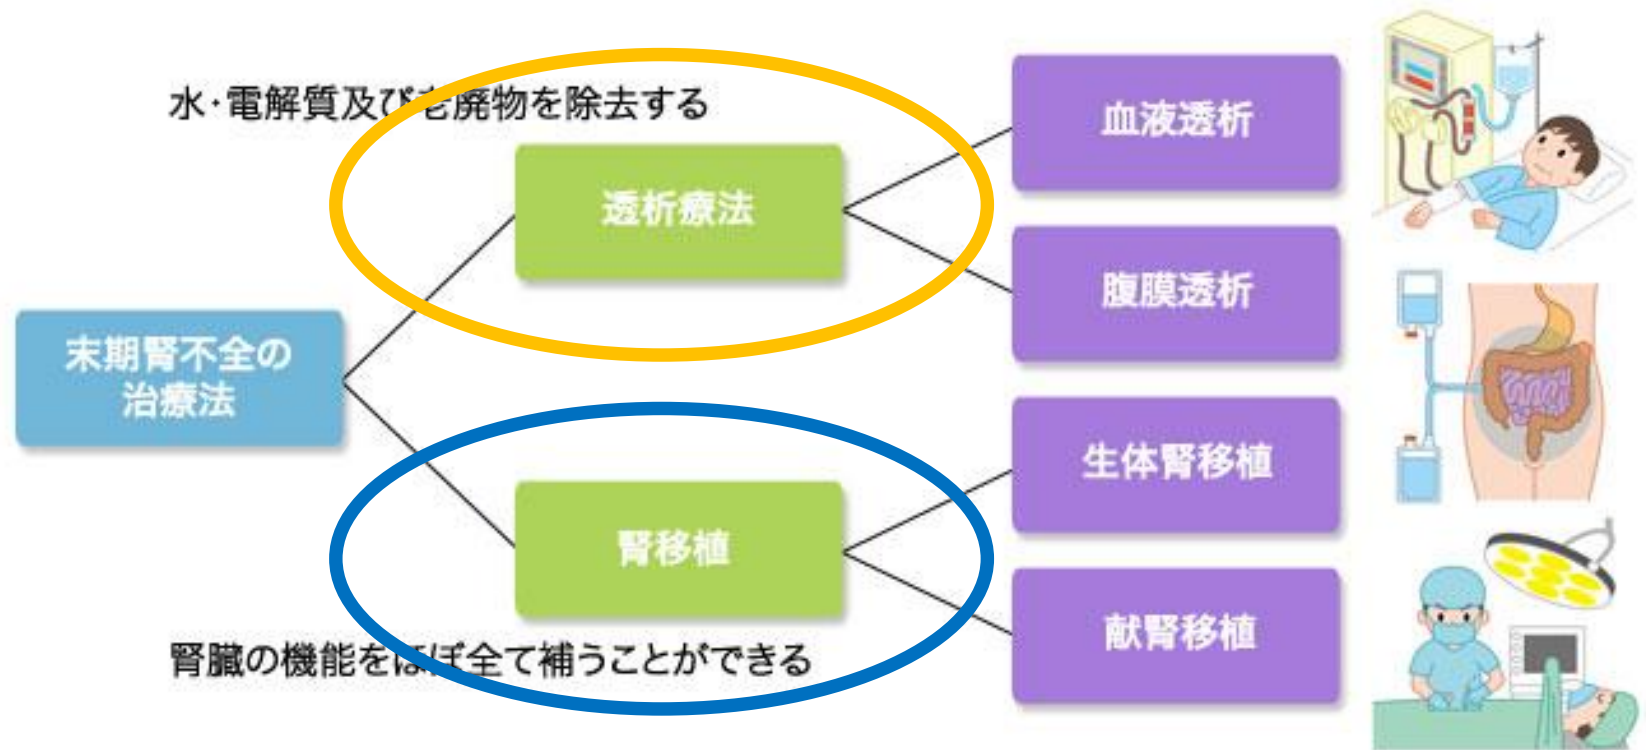 水・電解質及び老廃物を除去する
透析療法
血液透析
腹膜透析
末期腎不全の
治療法
腎移植
生体腎移植
献腎移植
腎臓の機能をほぼ全て補うことができる